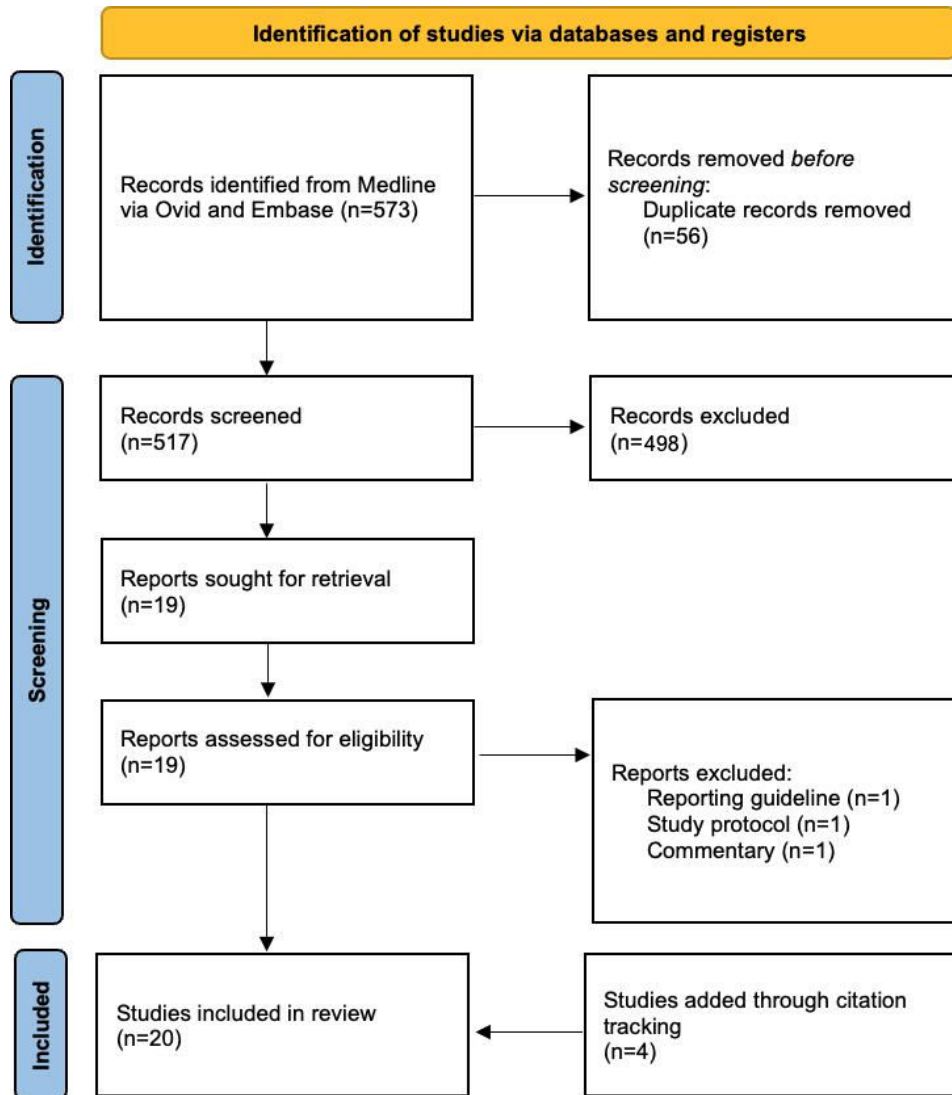 Identification of studies via databases and registers
Identification
Records identified from Medline
via Ovid and Embase (n=573)
Records removed before
screening:
Duplicate records removed
(n=56)
Screening
Records screened
(n=517)
Records excluded
(n=498)
Reports sought for retrieval
(n=19)
Reports assessed for eligibility
(n=19)
Reports excluded:
Reporting guideline (n=1)
Study protocol (n=1)
Commentary (n=1)
Included
Studies included in review
(n=20)
Studies added through citation
tracking
(n=4)